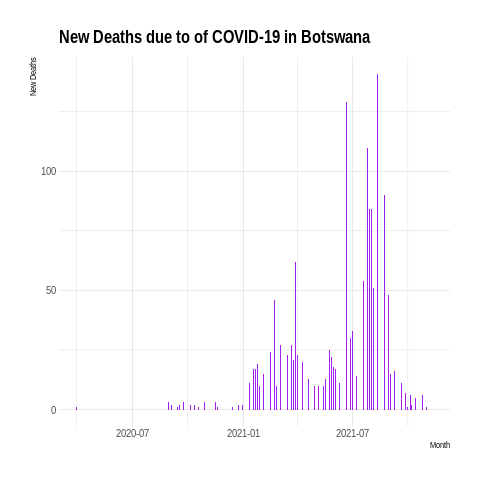 New Deaths due to of COVID-19 in Botswana
New Deaths
100
50
0
2020-07
2021-01
2021-07
Month